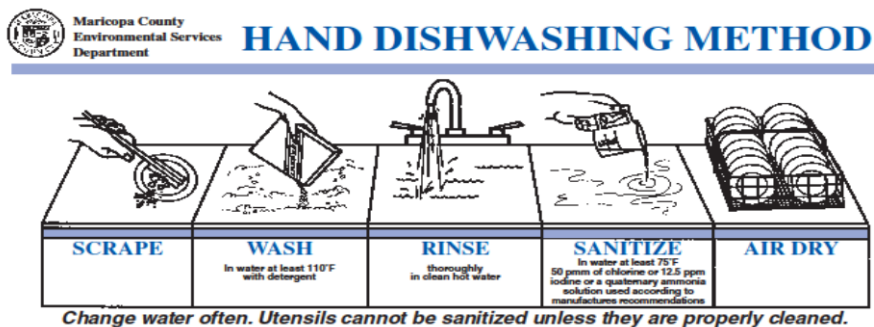 Maricopa County
Environmental Services
Department
HAND DISHWASHING METHOD
SCRAPE
WASH
In water at least 110°F
with detergent
RINSE
thoroughly
in clean hot water
SANITIZE
In water at least 75°F
50 pmm of chlorine or 12.5 ppm
iodine or a quaternary ammonia
solution used according to
manufactures recommendations
AIR DRY
Change water often. Utensils cannot be sanitized unless they are properly cleaned.